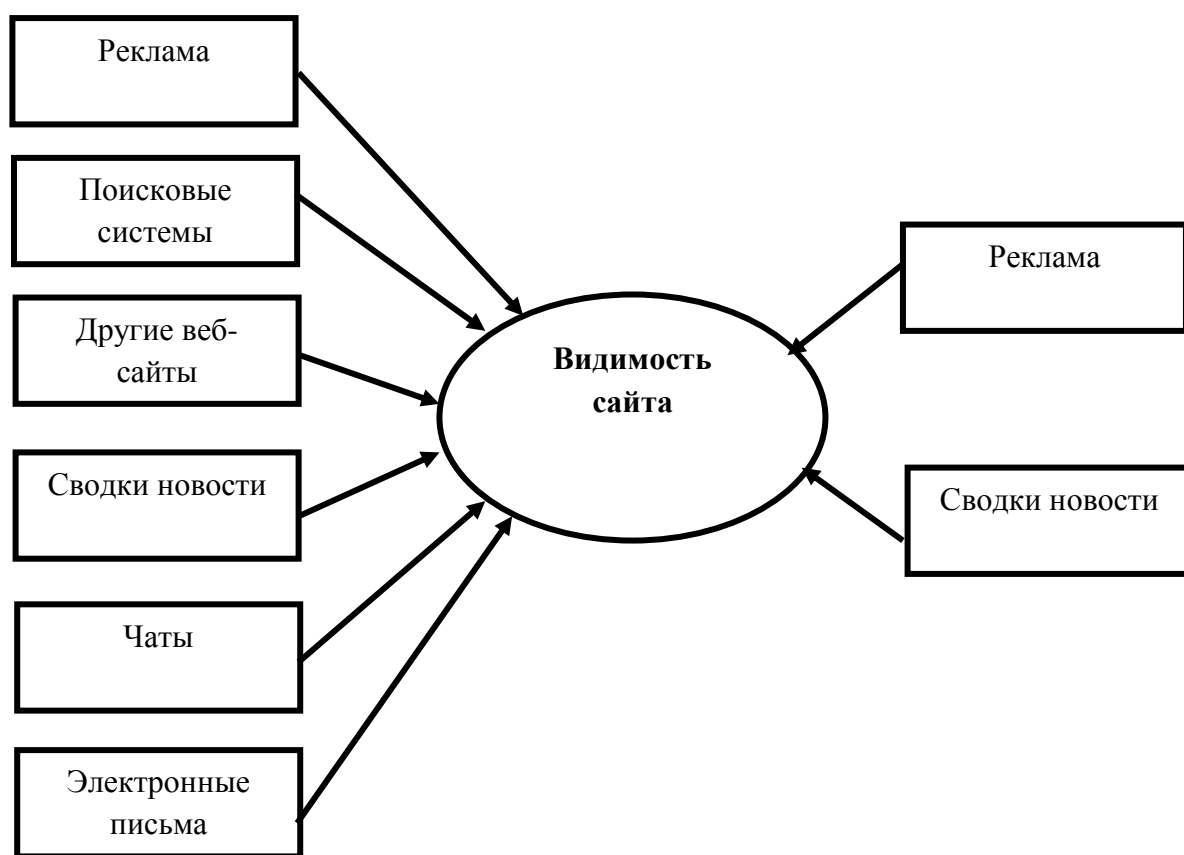 Реклама
Поисковые
системы
Другие веб-
сайты
Сводки новости
Чаты
Электронные
письма
Видимость
сайта
Реклама
Сводки новости